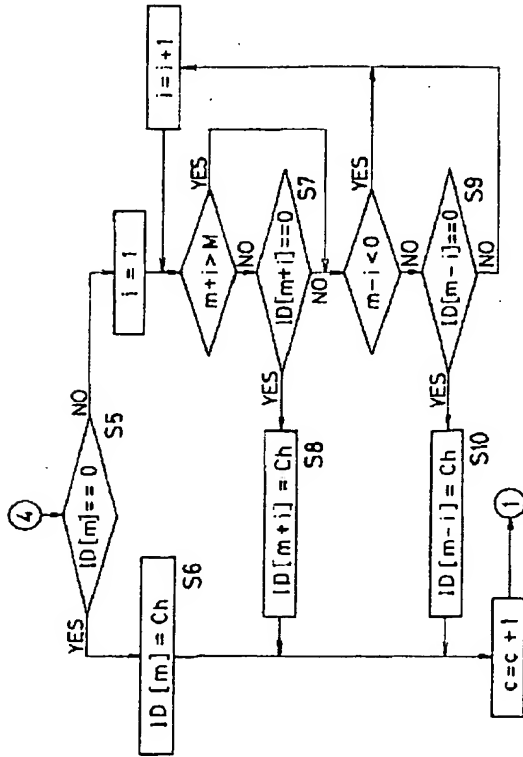 4
ID[m]==0
S5
YES
NO
ID[m]=Ch
S6
i=1
i=i+1
m+i>M
YES
NO
ID[m+i]==0
S7
YES
NO
ID[m+i]=Ch
S8
m-i<0
YES
NO
ID[m-i]==0
S9
YES
NO
ID[m-i]=Ch
S10
c=c+1
1